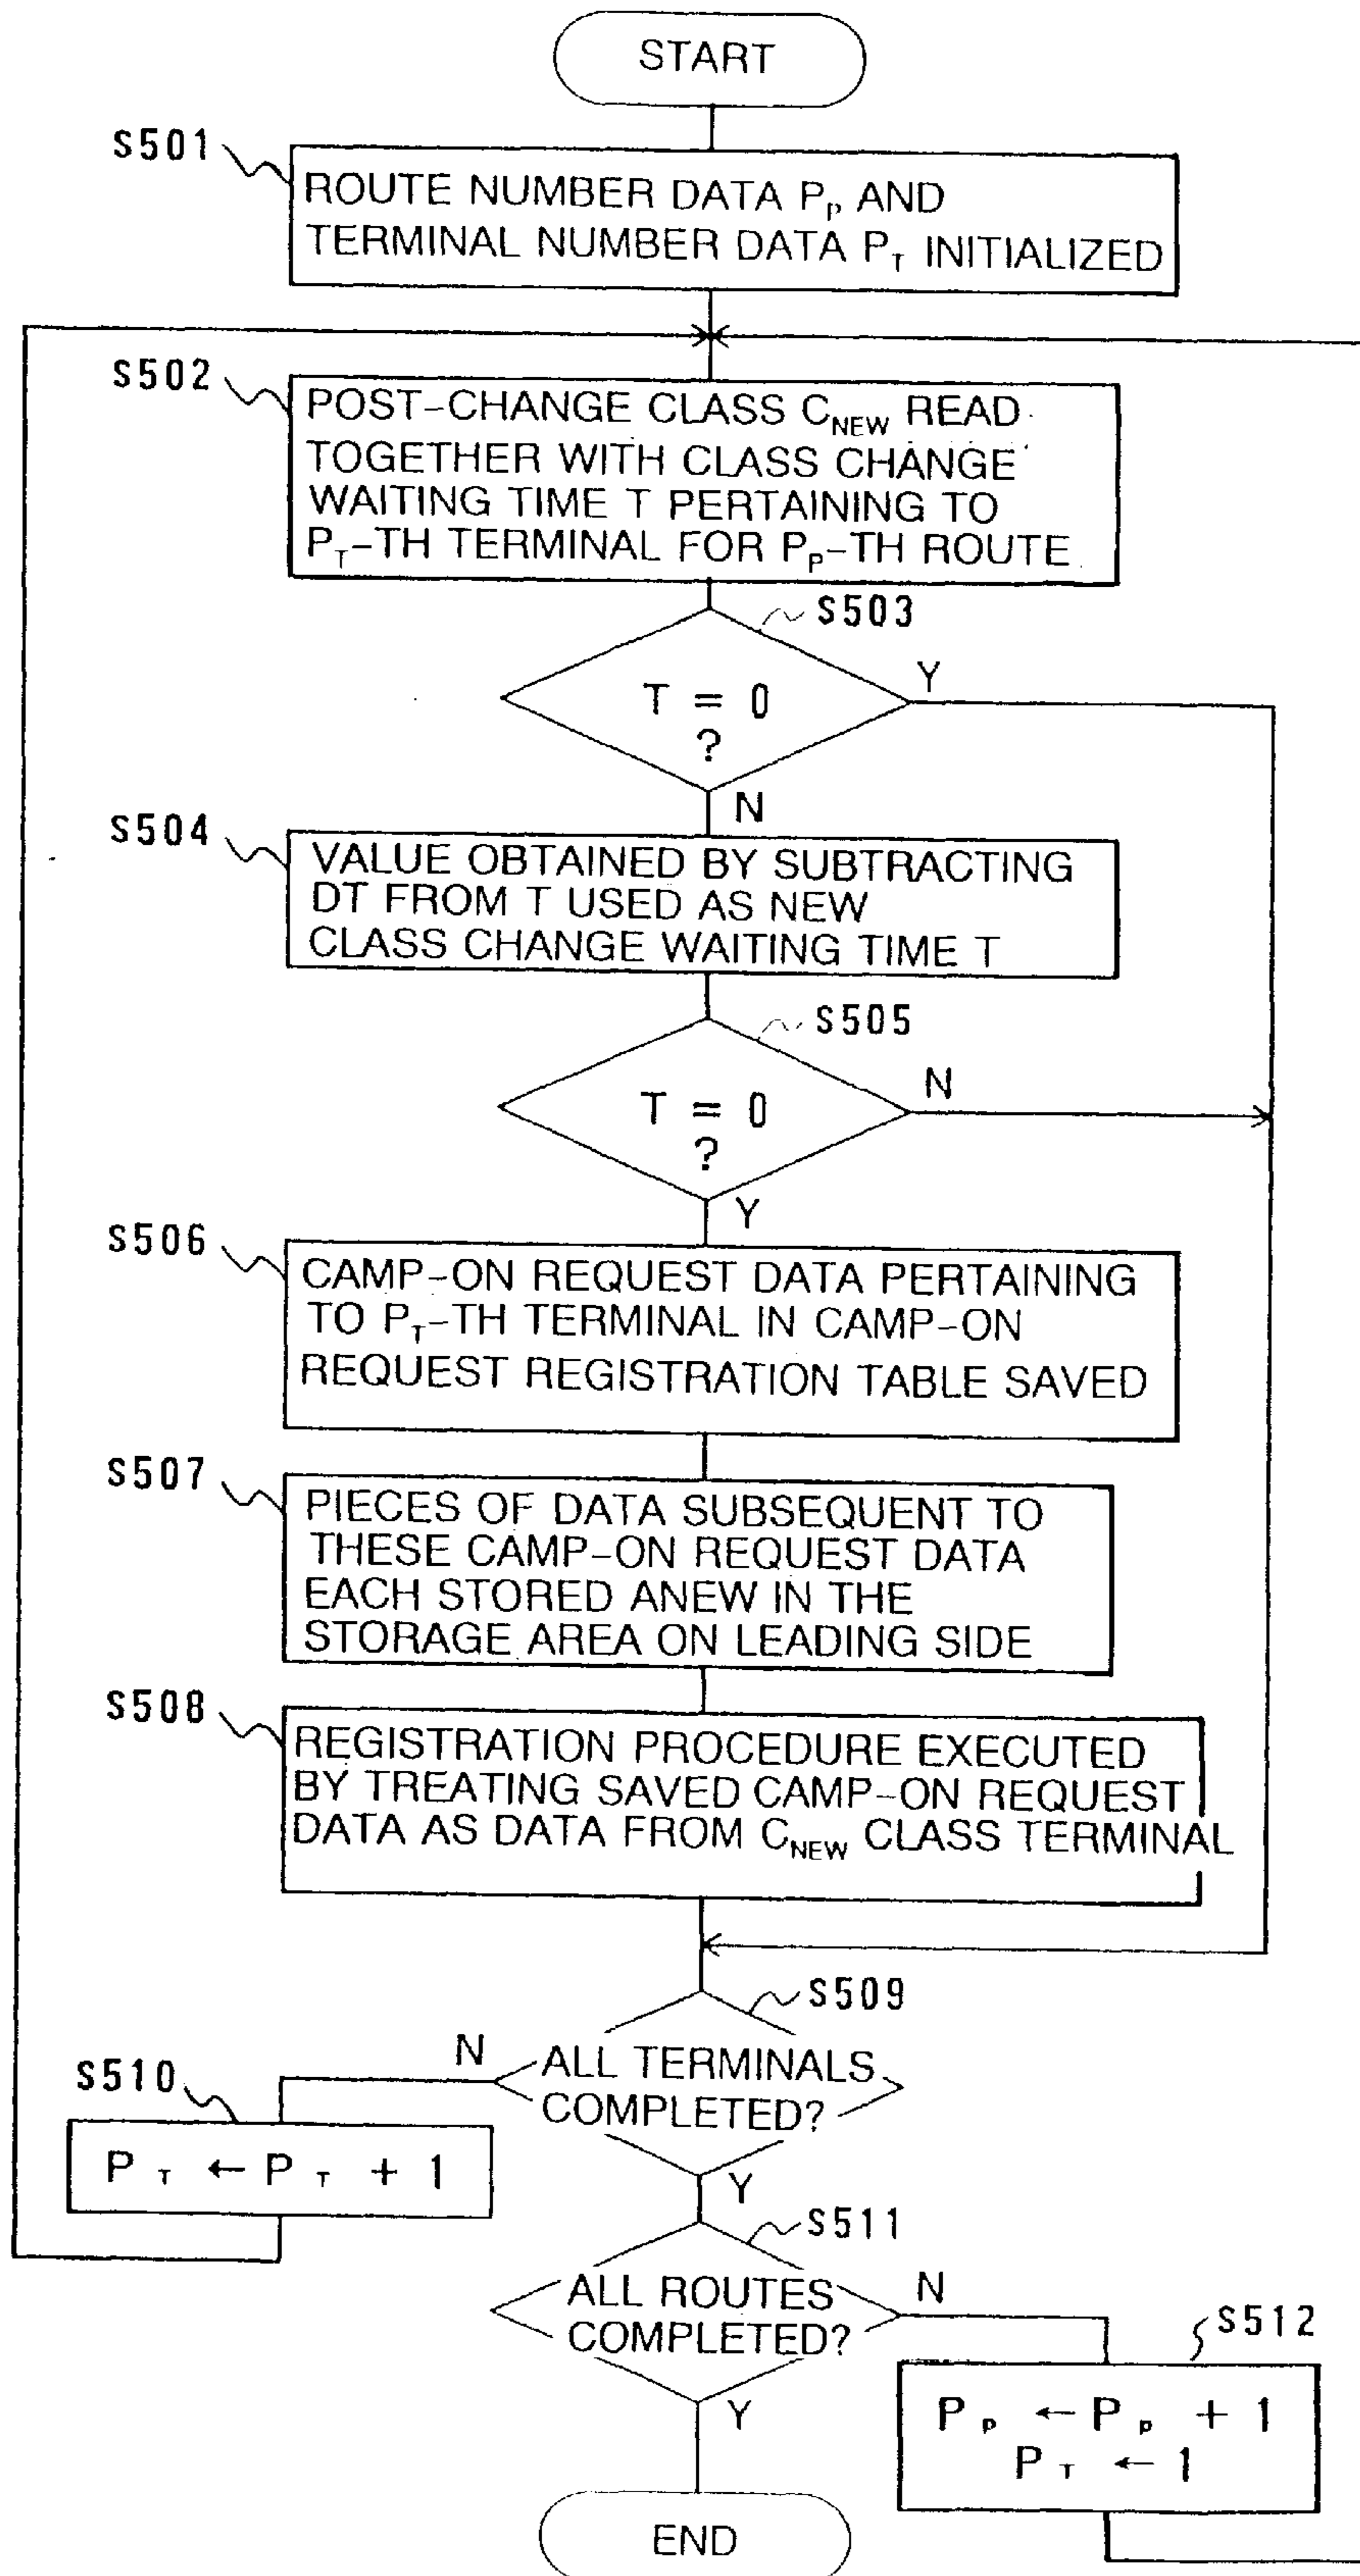 START
S501
ROUTE NUMBER DATA Pp AND
TERMINAL NUMBER DATA PT INITIALIZED
S502
POST-CHANGE CLASS CNEW READ
TOGETHER WITH CLASS CHANGE
WAITING TIME T PERTAINING TO
PT-TH TERMINAL FOR Pp-TH ROUTE
S503
T = 0
?
Y
N
S504
VALUE OBTAINED BY SUBTRACTING
DT FROM T USED AS NEW
CLASS CHANGE WAITING TIME T
S505
T = 0
?
N
Y
S506
CAMP-ON REQUEST DATA PERTAINING
TO PT-TH TERMINAL IN CAMP-ON
REQUEST REGISTRATION TABLE SAVED
S507
PIECES OF DATA SUBSEQUENT TO
THESE CAMP-ON REQUEST DATA
EACH STORED ANEW IN THE
STORAGE AREA ON LEADING SIDE
S508
REGISTRATION PROCEDURE EXECUTED
BY TREATING SAVED CAMP-ON REQUEST
DATA AS DATA FROM CNEW CLASS TERMINAL
S509
ALL TERMINALS
COMPLETED?
N
Y
S510
PT ← PT + 1
S511
ALL ROUTES
COMPLETED?
N
Y
S512
Pp ← Pp + 1
PT ← 1
END